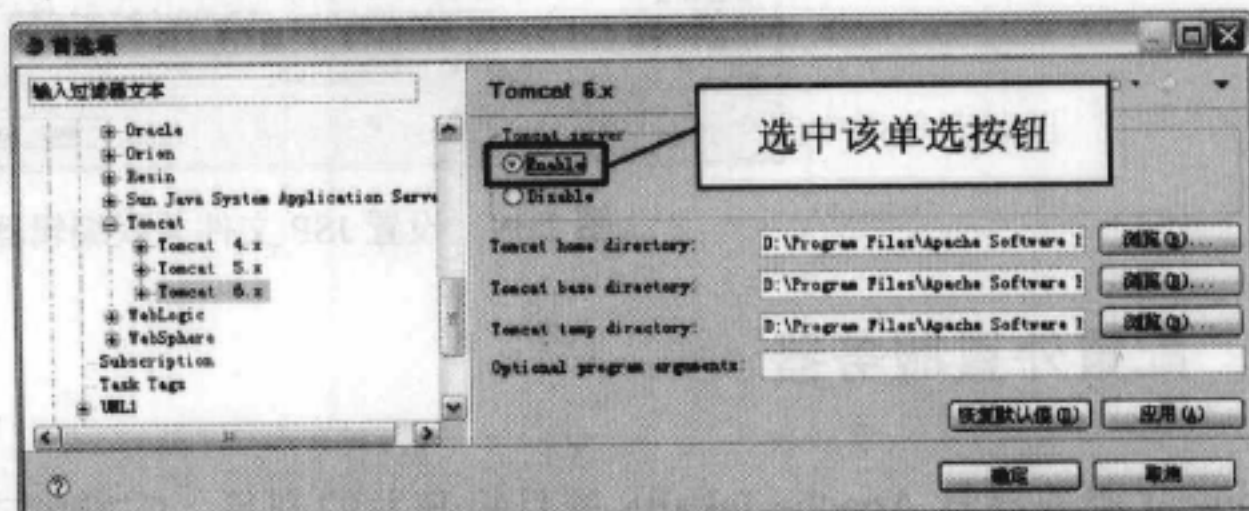 首选项
输入过滤器文本
Oracle
Orion
Resin
Sun Java System Application Serve
Tomcat
Tomcat 4.x
Tomcat 5.x
Tomcat 6.x
WebLogic
WebSphere
Subscription
Task Tags
UML1
Tomcat 6.x
选中该单选按钮
Tomcat server
Enable
Disable
Tomcat home directory:
D:\Program Files\Apache Software
浏览(B)...
Tomcat base directory:
D:\Program Files\Apache Software
浏览(B)...
Tomcat temp directory:
D:\Program Files\Apache Software
浏览(B)...
Optional program arguments:
恢复默认值(D)
应用(A)
确定
取消